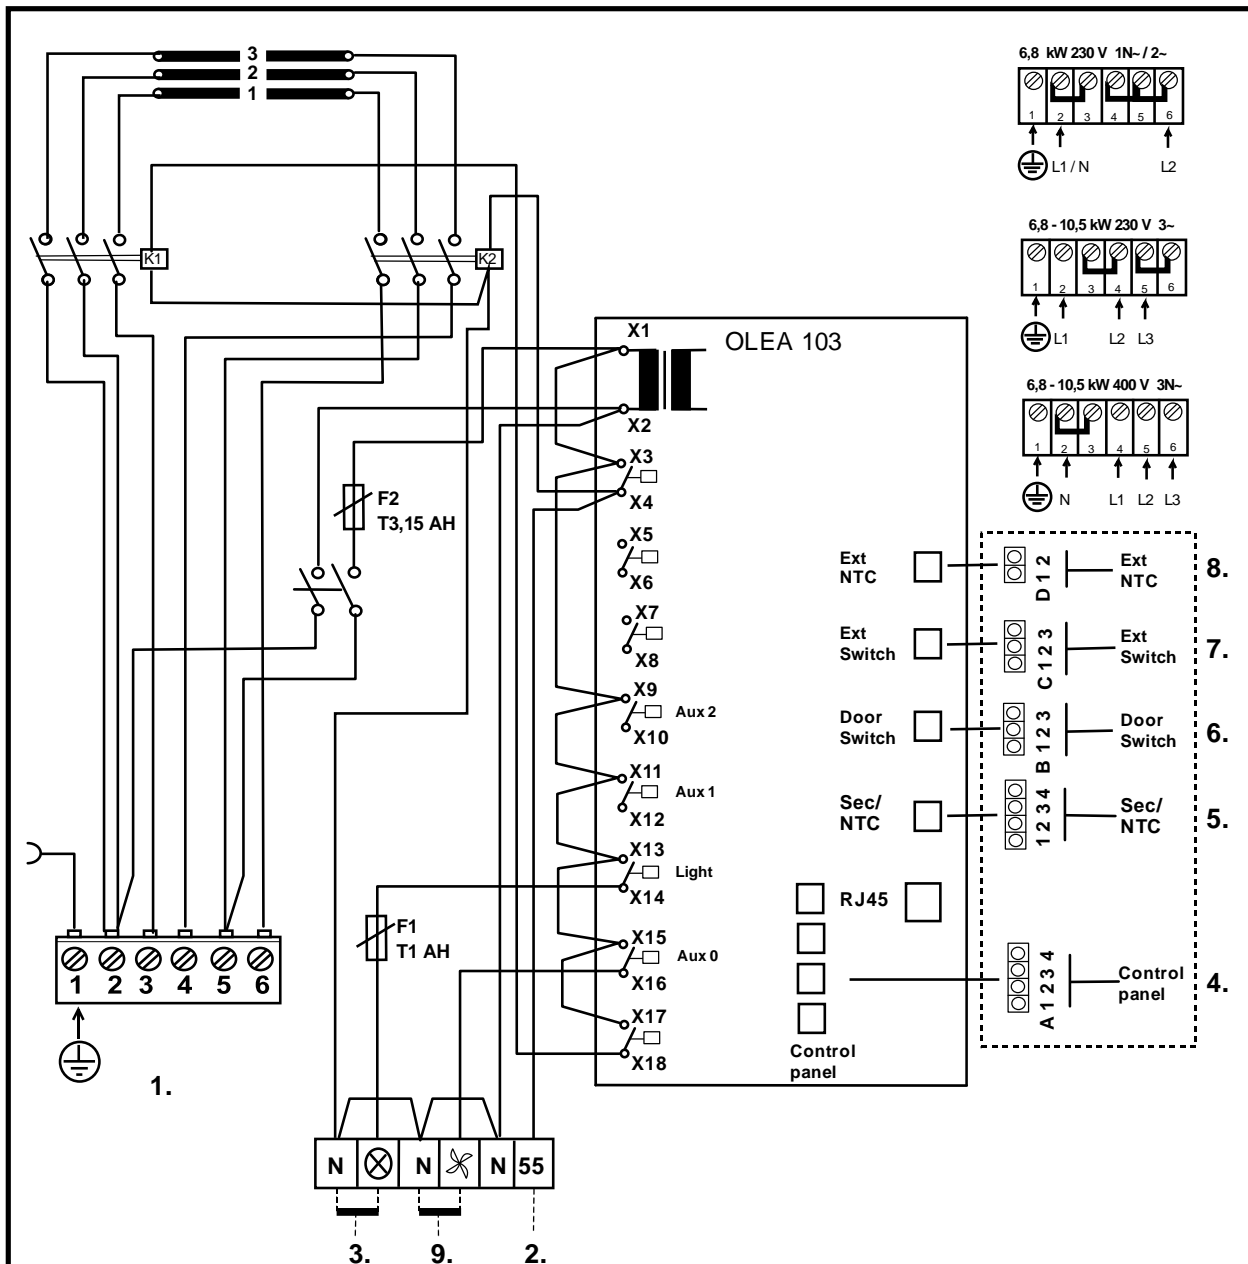 3
2
1
K1
K2
6,8 kW 230 V 1N~ / 2~
1 2 3 4 5 6
L1 / N L2
6,8 - 10,5 kW 230 V 3~
1 2 3 4 5 6
L1 L2 L3
6,8 - 10,5 kW 400 V 3N~
1 2 3 4 5 6
N L1 L2 L3
OLEA 103
X1
X2
X3
X4
X5
X6
X7
X8
X9
Aux 2
X10
X11
Aux 1
X12
X13
Light
X14
X15
Aux 0
X16
X17
X18
F2
T3,15 AH
F1
T1 AH
Ext
NTC
D 1 2
Ext
NTC
8.
Ext
Switch
C 1 2 3
Ext
Switch
7.
Door
Switch
B 1 2 3
Door
Switch
6.
Sec/
NTC
1 2 3 4
Sec/
NTC
5.
RJ45
A 1 2 3 4
Control
panel
4.
Control
panel
1 2 3 4 5 6
1.
N N N 55
3. 9. 2.